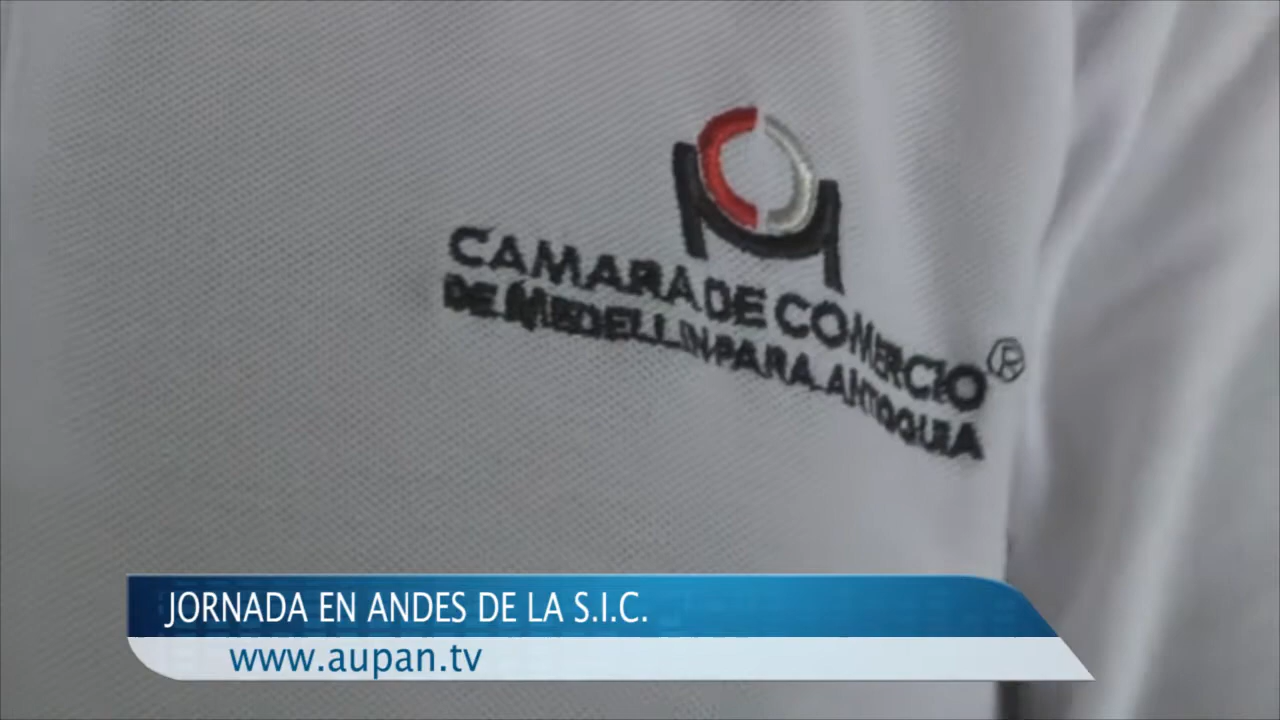 CAMARA DE COMERCIO®
DE MEDELLIN PARA ANTIOQUIA
JORNADA EN ANDES DE LA S.I.C.
www.aupan.tv